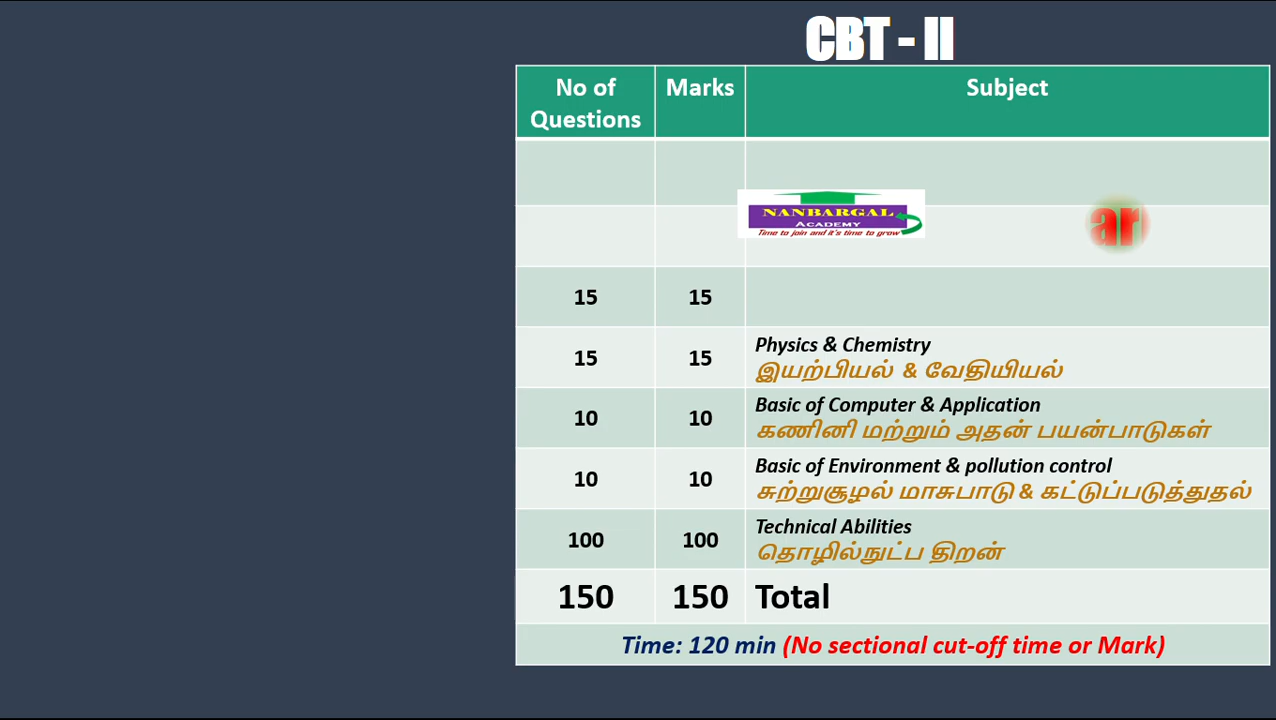 CBT - II
No of Questions Marks Subject
NANBARGAL
ACADEMY
Time to join and it's time to grow
ar
15 15
15 15 Physics & Chemistry
இயற்பியல் & வேதியியல்
10 10 Basic of Computer & Application
கணினி மற்றும் அதன் பயன்பாடுகள்
10 10 Basic of Environment & pollution control
சுற்றுசூழல் மாசுபாடு & கட்டுப்படுத்துதல்
100 100 Technical Abilities
தொழில்நுட்ப திறன்
150 150 Total
Time: 120 min (No sectional cut-off time or Mark)